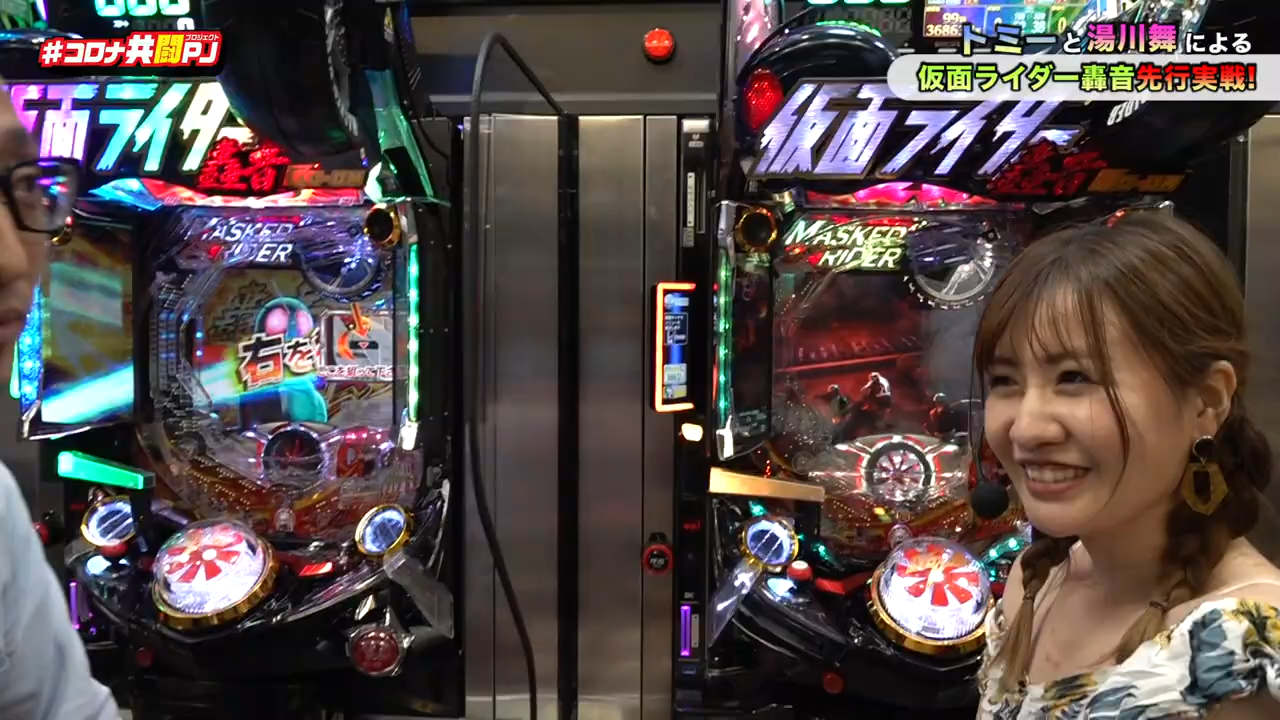 #コロナ共闘PJ
プロジェクト
トミーと湯川舞による
仮面ライダー轟音先行実戦!
仮面ライダー
轟音
MASKED RIDER
右を
仮面ライダー
轟音
MASKED RIDER